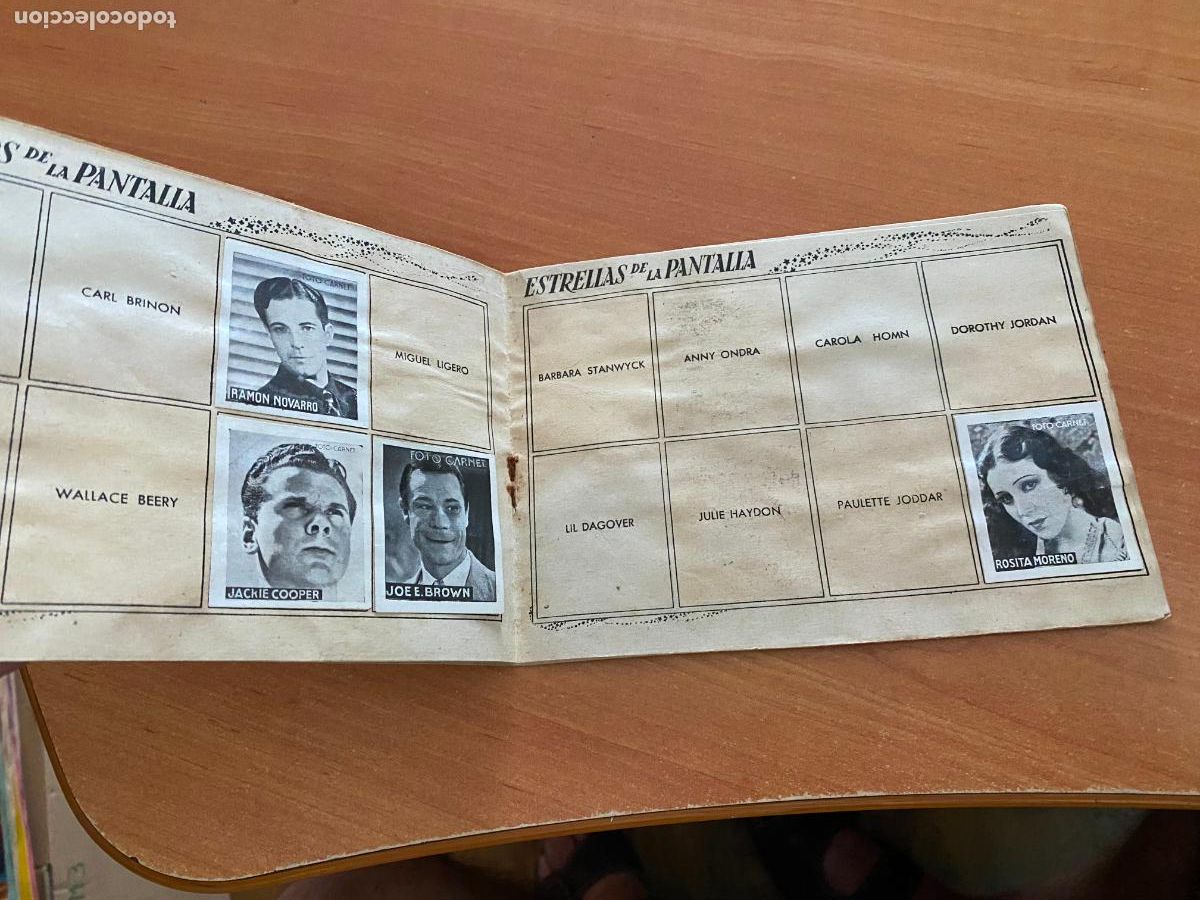 todocoleccion
DE LA PANTALLA
CARL BRINON
FOTO CARNET
RAMON NOVARRO
MIGUEL LIGERO
WALLACE BEERY
FOTO CARNET
JACKIE COOPER
FOTO CARNET
JOE E. BROWN
ESTRELLAS DE LA PANTALLA
BARBARA STANWYCK
ANNY ONDRA
CAROLA HOMN
DOROTHY JORDAN
LIL DAGOVER
JULIE HAYDON
PAULETTE JODDAR
FOTO CARNET
ROSITA MORENO